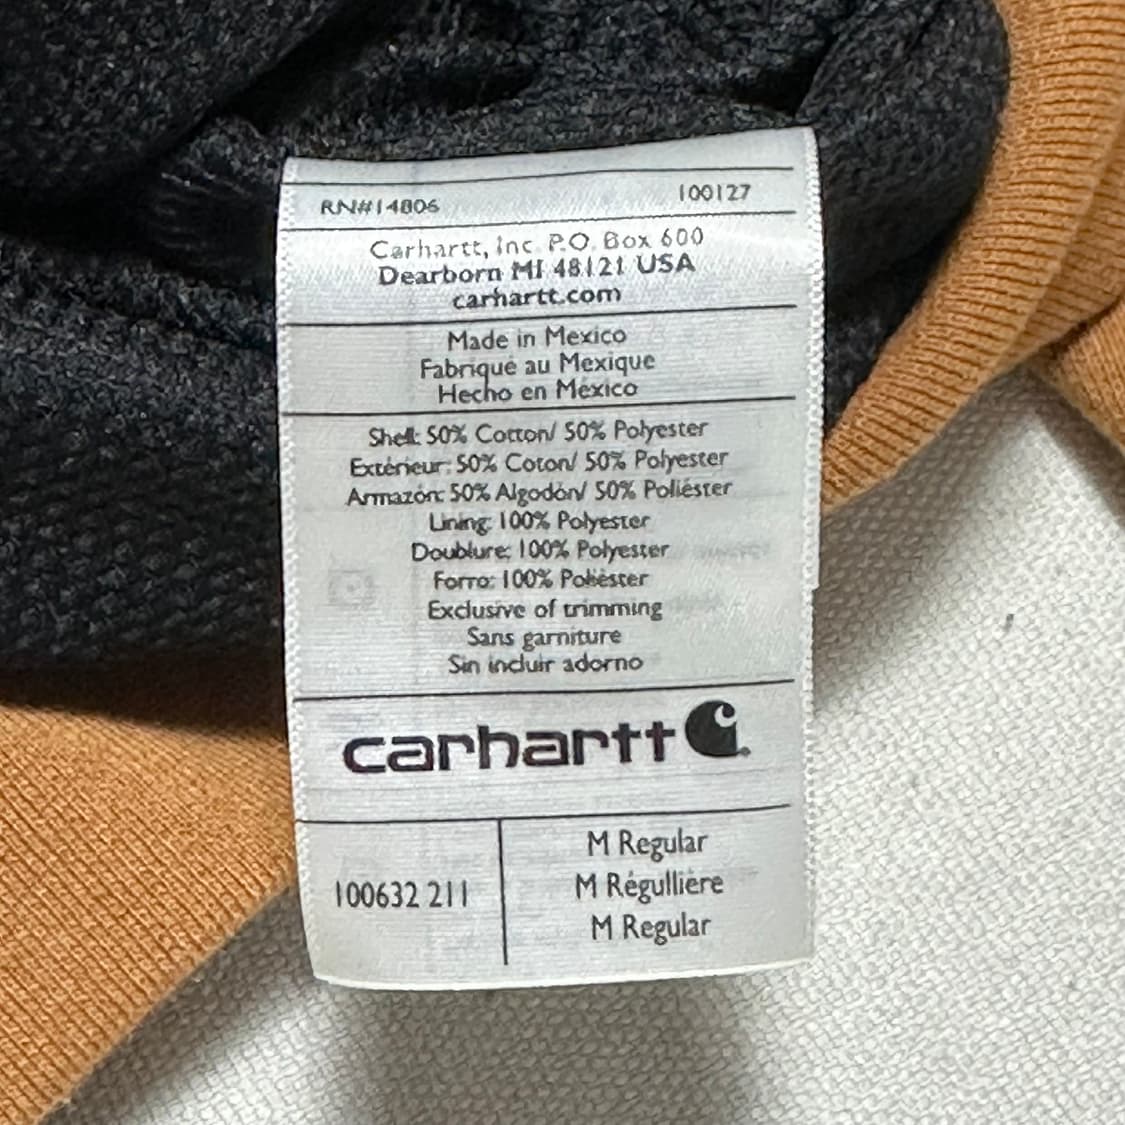 RN#14806 100127
Carhartt, Inc. P.O. Box 600
Dearborn MI 48121 USA
carhartt.com
Made in Mexico
Fabriqué au Mexique
Hecho en México
Shell: 50% Cotton/ 50% Polyester
Extérieur: 50% Coton/ 50% Polyester
Armazón: 50% Algodón/ 50% Poliéster
Lining: 100% Polyester
Doublure: 100% Polyester
Forro: 100% Poliéster
Exclusive of trimming
Sans garniture
Sin incluir adorno
carhartt
100632 211
M Regular
M Régullière
M Regular